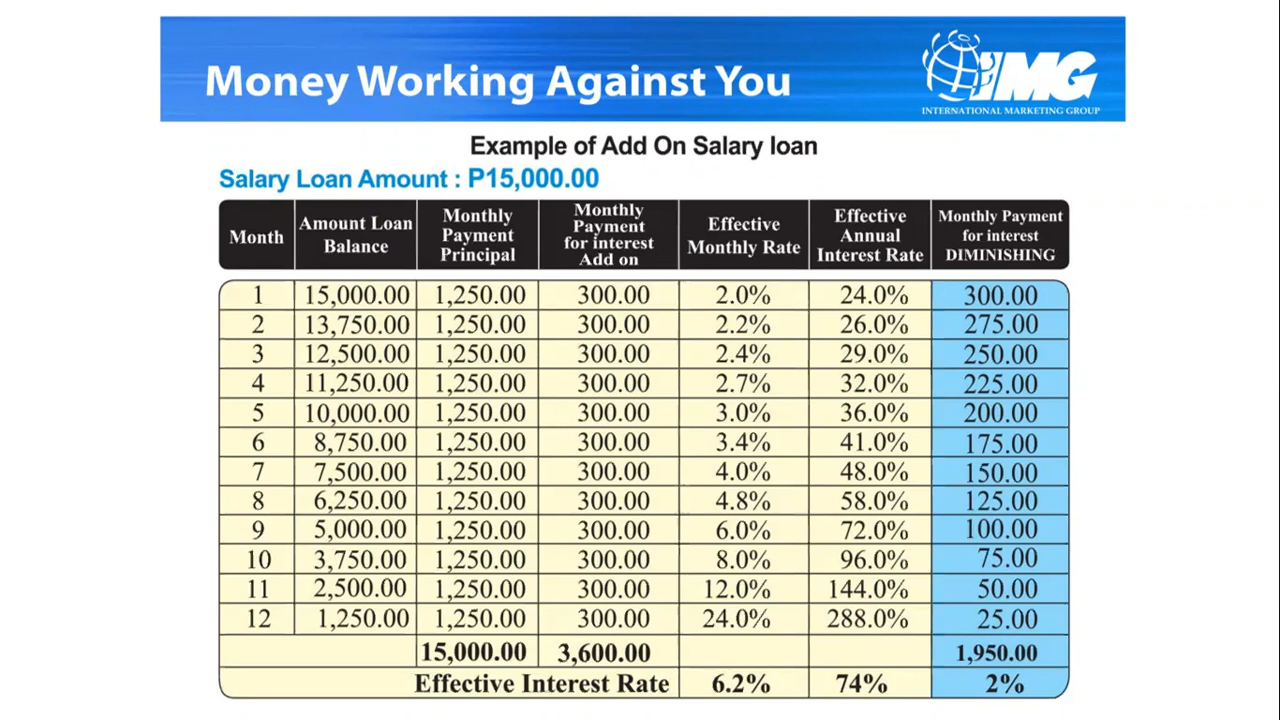 Money Working Against You
IMG
INTERNATIONAL MARKETING GROUP
Example of Add On Salary loan
Salary Loan Amount : P15,000.00
Month | Amount Loan Balance | Monthly Payment Principal | Monthly Payment for interest Add on | Effective Monthly Rate | Effective Annual Interest Rate | Monthly Payment for interest DIMINISHING
1 | 15,000.00 | 1,250.00 | 300.00 | 2.0% | 24.0% | 300.00
2 | 13,750.00 | 1,250.00 | 300.00 | 2.2% | 26.0% | 275.00
3 | 12,500.00 | 1,250.00 | 300.00 | 2.4% | 29.0% | 250.00
4 | 11,250.00 | 1,250.00 | 300.00 | 2.7% | 32.0% | 225.00
5 | 10,000.00 | 1,250.00 | 300.00 | 3.0% | 36.0% | 200.00
6 | 8,750.00 | 1,250.00 | 300.00 | 3.4% | 41.0% | 175.00
7 | 7,500.00 | 1,250.00 | 300.00 | 4.0% | 48.0% | 150.00
8 | 6,250.00 | 1,250.00 | 300.00 | 4.8% | 58.0% | 125.00
9 | 5,000.00 | 1,250.00 | 300.00 | 6.0% | 72.0% | 100.00
10 | 3,750.00 | 1,250.00 | 300.00 | 8.0% | 96.0% | 75.00
11 | 2,500.00 | 1,250.00 | 300.00 | 12.0% | 144.0% | 50.00
12 | 1,250.00 | 1,250.00 | 300.00 | 24.0% | 288.0% | 25.00
15,000.00 | 3,600.00 | 1,950.00
Effective Interest Rate | 6.2% | 74% | 2%